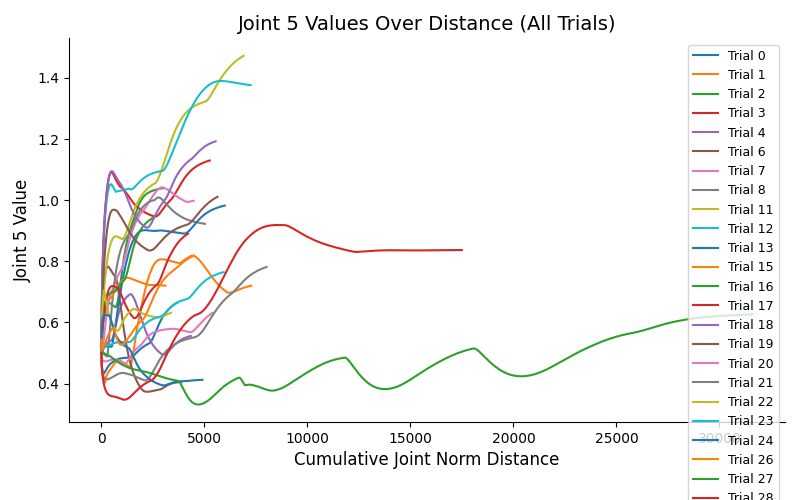 Joint 5 Values Over Distance (All Trials)
Joint 5 Value
1.4
1.2
1.0
0.8
0.6
0.4
0
5000
10000
15000
20000
25000
30000
Cumulative Joint Norm Distance
Trial 0
Trial 1
Trial 2
Trial 3
Trial 4
Trial 6
Trial 7
Trial 8
Trial 11
Trial 12
Trial 13
Trial 15
Trial 16
Trial 17
Trial 18
Trial 19
Trial 20
Trial 21
Trial 22
Trial 23
Trial 24
Trial 26
Trial 27
Trial 28